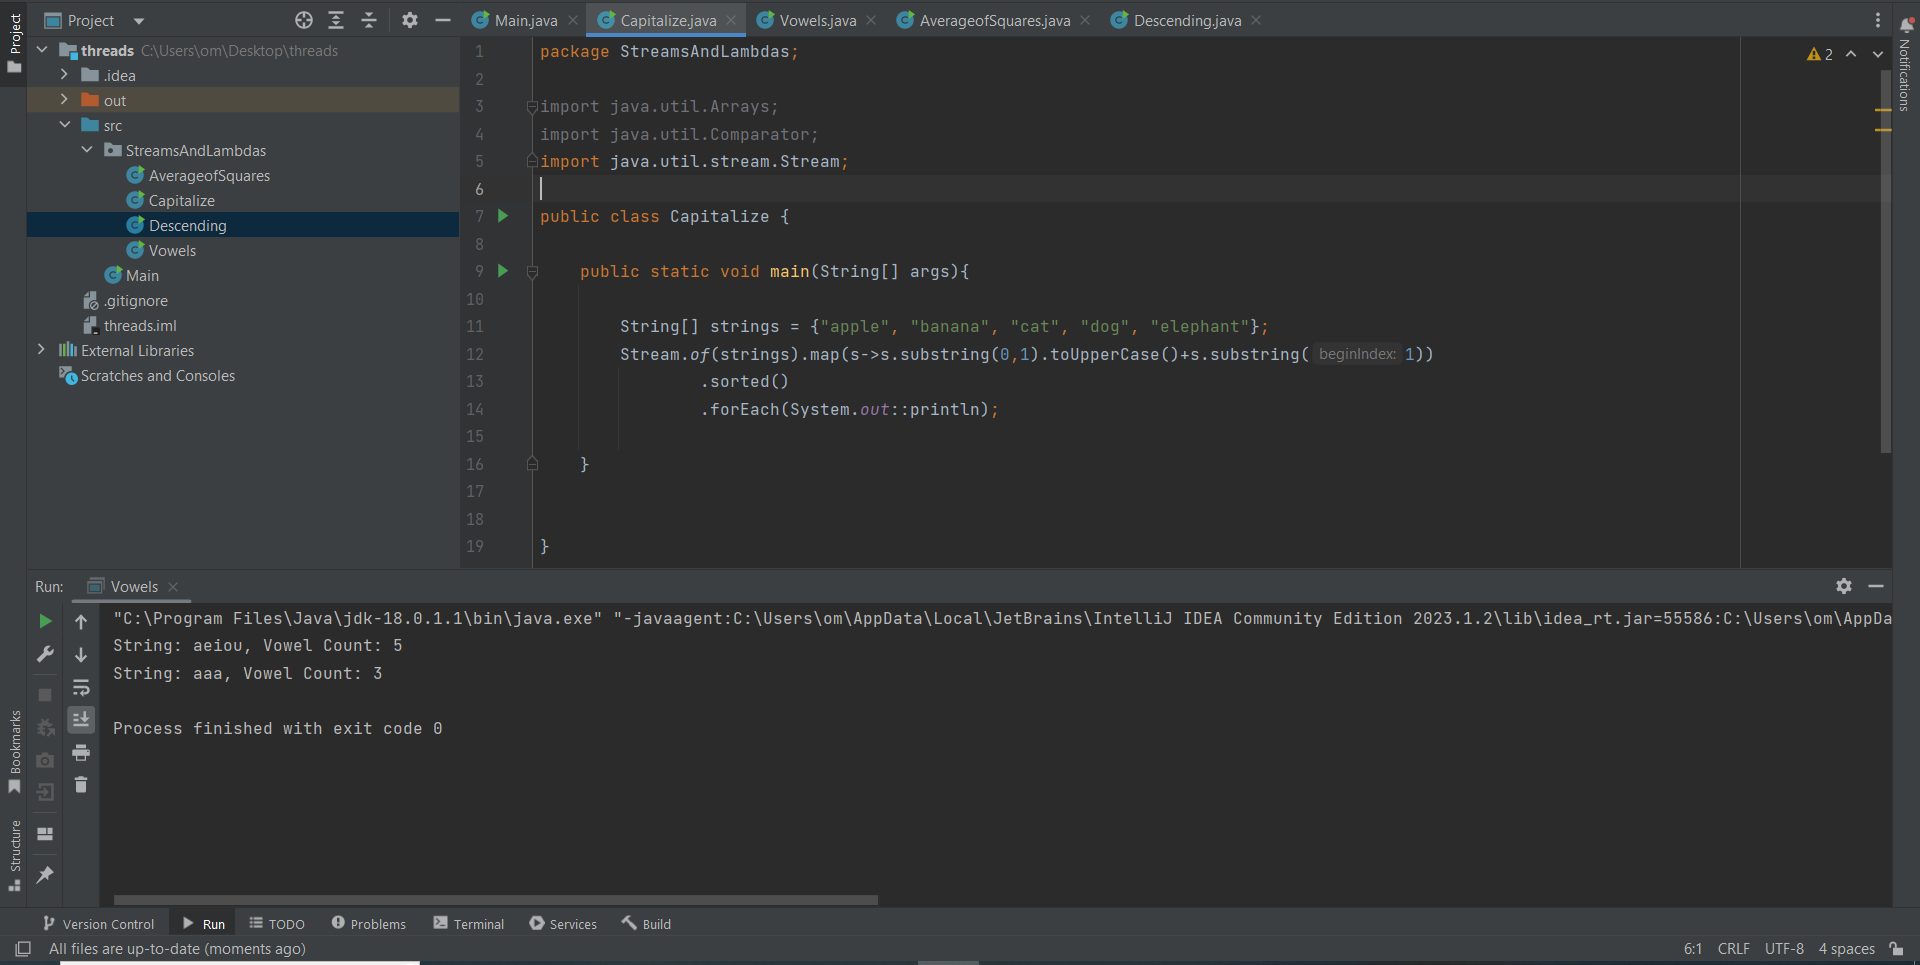 Project
Main.java
Capitalize.java
Vowels.java
AverageofSquares.java
Descending.java
Project
threads C:\Users\om\Desktop\threads
.idea
out
src
StreamsAndLambdas
AverageofSquares
Capitalize
Descending
Vowels
Main
.gitignore
threads.iml
External Libraries
Scratches and Consoles
1 package StreamsAndLambdas;
2
3 import java.util.Arrays;
4 import java.util.Comparator;
5 import java.util.stream.Stream;
6
7 public class Capitalize {
8
9 public static void main(String[] args){
10
11 String[] strings = {"apple", "banana", "cat", "dog", "elephant"};
12 Stream.of(strings).map(s->s.substring(0,1).toUpperCase()+s.substring( beginIndex: 1))
13 .sorted()
14 .forEach(System.out::println);
15
16 }
17
18
19 }
2
Notifications
Run: Vowels
"C:\Program Files\Java\jdk-18.0.1.1\bin\java.exe" "-javaagent:C:\Users\om\AppData\Local\JetBrains\IntelliJ IDEA Community Edition 2023.1.2\lib\idea_rt.jar=55586:C:\Users\om\AppDa
String: aeiou, Vowel Count: 5
String: aaa, Vowel Count: 3
Process finished with exit code 0
Bookmarks
Structure
Version Control
Run
TODO
Problems
Terminal
Services
Build
All files are up-to-date (moments ago)
6:1 CRLF UTF-8 4 spaces